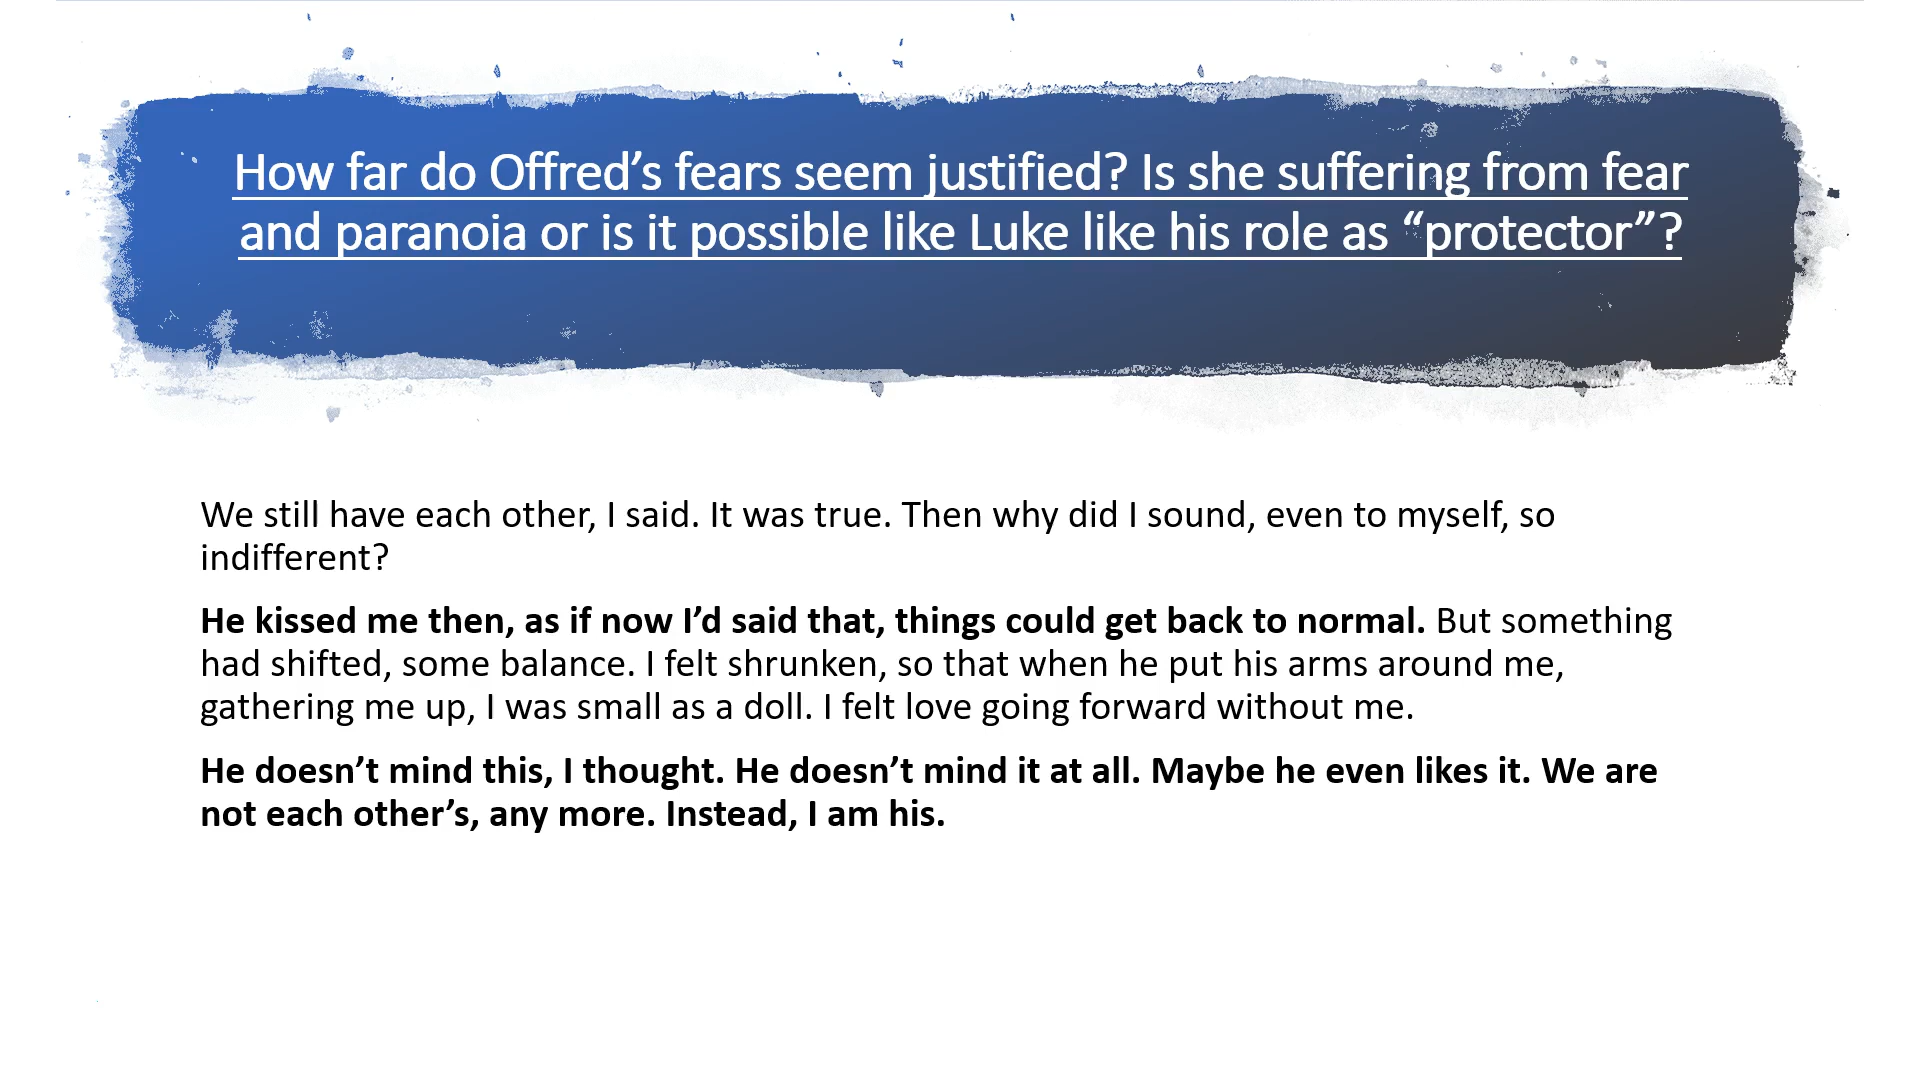 How far do Offred’s fears seem justified? Is she suffering from fear
and paranoia or is it possible like Luke like his role as “protector”?
We still have each other, I said. It was true. Then why did I sound, even to myself, so
indifferent?
He kissed me then, as if now I’d said that, things could get back to normal. But something
had shifted, some balance. I felt shrunken, so that when he put his arms around me,
gathering me up, I was small as a doll. I felt love going forward without me.
He doesn’t mind this, I thought. He doesn’t mind it at all. Maybe he even likes it. We are
not each other’s, any more. Instead, I am his.